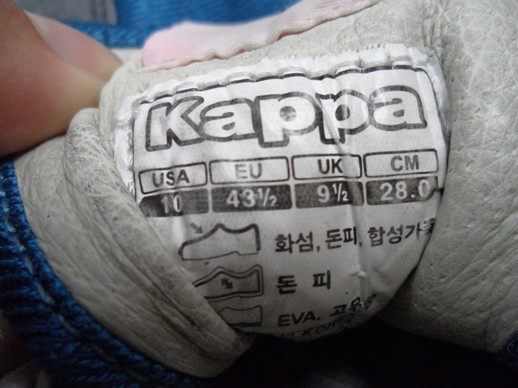 Kappa
USA EU UK CM
10 43½ 9½ 28.0
화섬, 돈피, 합성가
돈 피
EVA, 고무